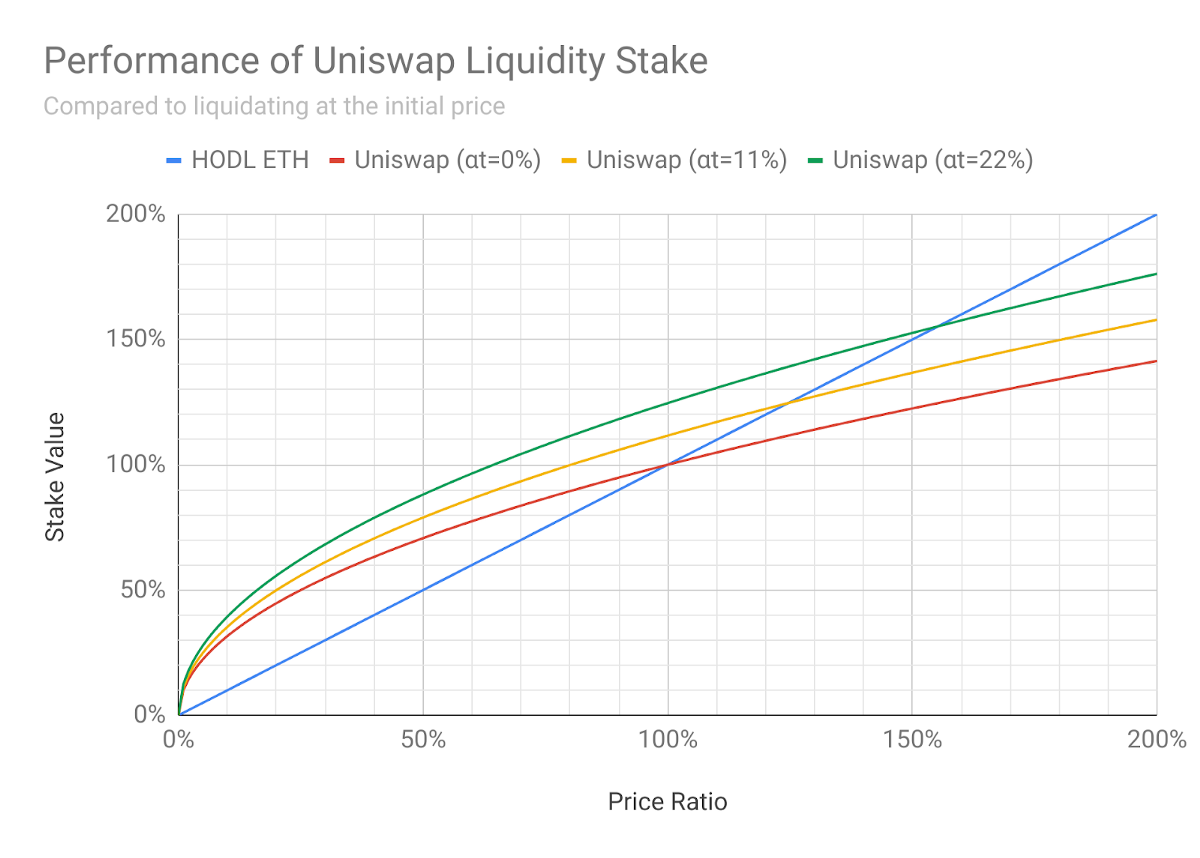 Performance of Uniswap Liquidity Stake
Compared to liquidating at the initial price
HODL ETH Uniswap (αt=0%) Uniswap (αt=11%) Uniswap (αt=22%)
200%
150%
100%
50%
0%
Stake Value
0% 50% 100% 150% 200%
Price Ratio